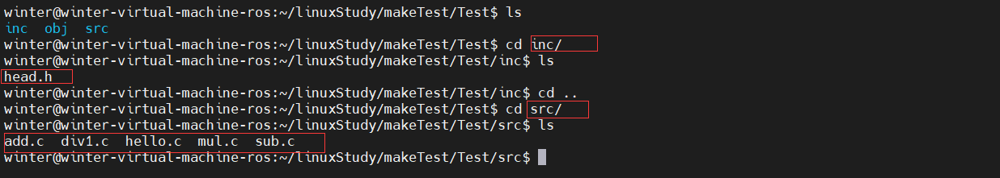 winter@winter-virtual-machine-ros:~/linuxStudy/makeTest/Test$ ls
inc  obj  src
winter@winter-virtual-machine-ros:~/linuxStudy/makeTest/Test$ cd inc/
winter@winter-virtual-machine-ros:~/linuxStudy/makeTest/Test/inc$ ls
head.h
winter@winter-virtual-machine-ros:~/linuxStudy/makeTest/Test/inc$ cd ..
winter@winter-virtual-machine-ros:~/linuxStudy/makeTest/Test$ cd src/
winter@winter-virtual-machine-ros:~/linuxStudy/makeTest/Test/src$ ls
add.c  div1.c  hello.c  mul.c  sub.c
winter@winter-virtual-machine-ros:~/linuxStudy/makeTest/Test/src$